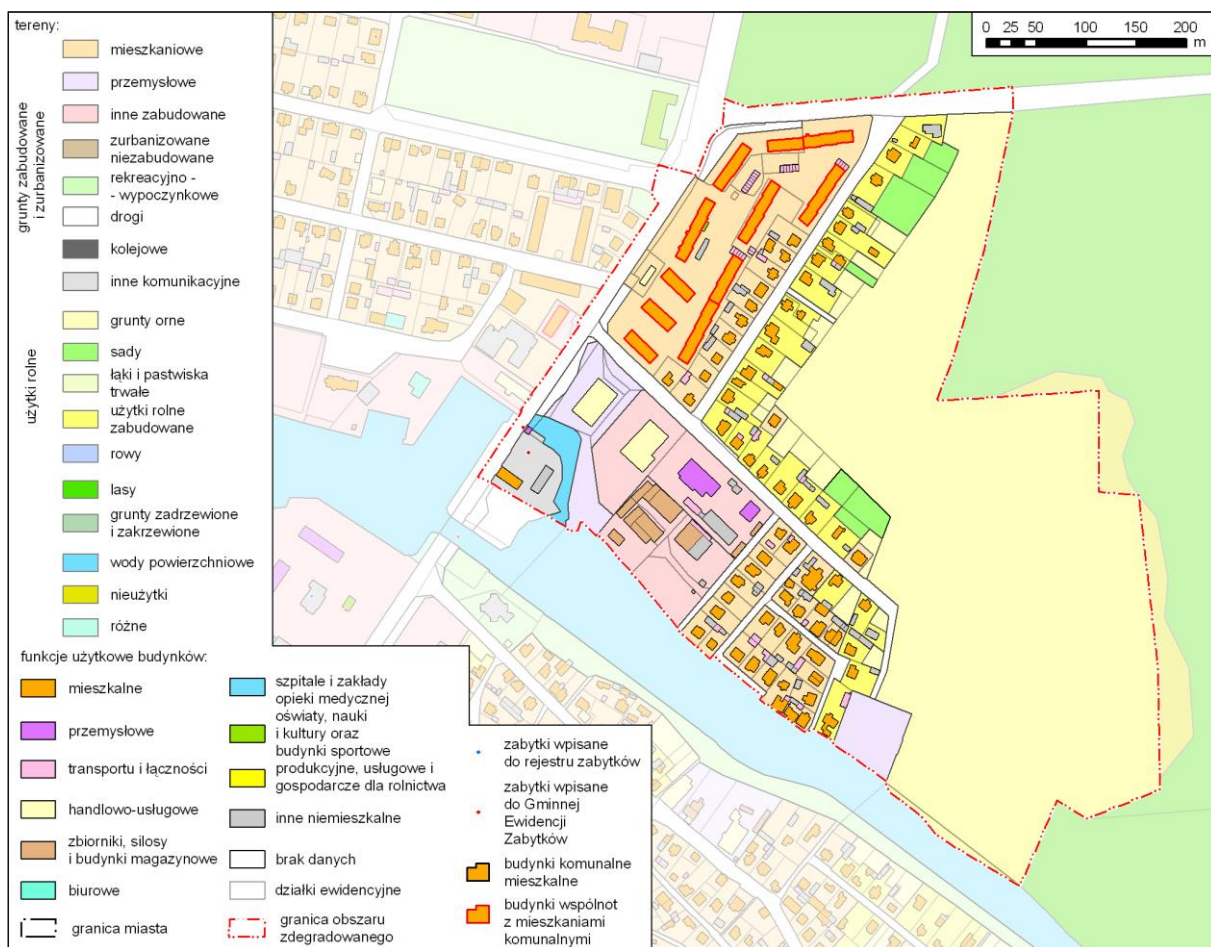 tereny:
grunty zabudowane
i zurbanizowane
mieszkaniowe
przemysłowe
inne zabudowane
zurbanizowane
niezabudowane
rekreacyjno -
- wypoczynkowe
drogi
kolejowe
inne komunikacyjne
użytki rolne
grunty orne
sady
łąki i pastwiska
trwałe
użytki rolne
zabudowane
rowy
lasy
grunty zadrzewione
i zakrzewione
wody powierzchniowe
nieużytki
różne
funkcje użytkowe budynków:
mieszkalne
przemysłowe
transportu i łączności
handlowo-usługowe
zbiorniki, silosy
i budynki magazynowe
biurowe
granica miasta
szpitale i zakłady
opieki medycznej
oświaty, nauki
i kultury oraz
budynki sportowe
produkcyjne, usługowe i
gospodarcze dla rolnictwa
inne niemieszkalne
brak danych
działki ewidencyjne
granica obszaru
zdegradowanego
zabytki wpisane
do rejestru zabytków
zabytki wpisane
do Gminnej
Ewidencji
Zabytków
budynki komunalne
mieszkalne
budynki wspólnot
z mieszkaniami
komunalnymi
0 25 50 100 150 200
m